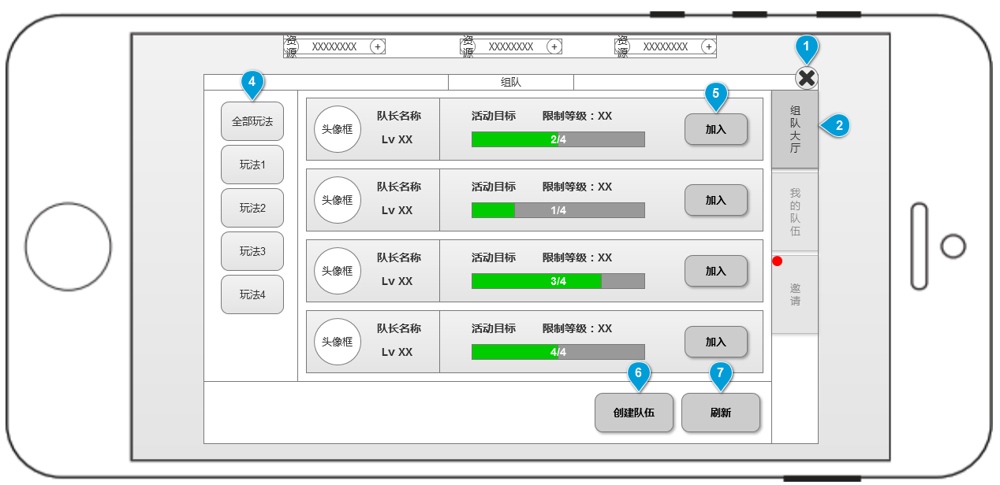 资源 XXXXXXXX +
资源 XXXXXXXX +
资源 XXXXXXXX +
1
组队
4
全部玩法
玩法1
玩法2
玩法3
玩法4
头像框
队长名称
Lv XX
活动目标 限制等级：XX
2/4
5
加入
头像框
队长名称
Lv XX
活动目标 限制等级：XX
1/4
加入
头像框
队长名称
Lv XX
活动目标 限制等级：XX
3/4
加入
头像框
队长名称
Lv XX
活动目标 限制等级：XX
4/4
加入
组队大厅
2
我的队伍
邀请
6
创建队伍
7
刷新